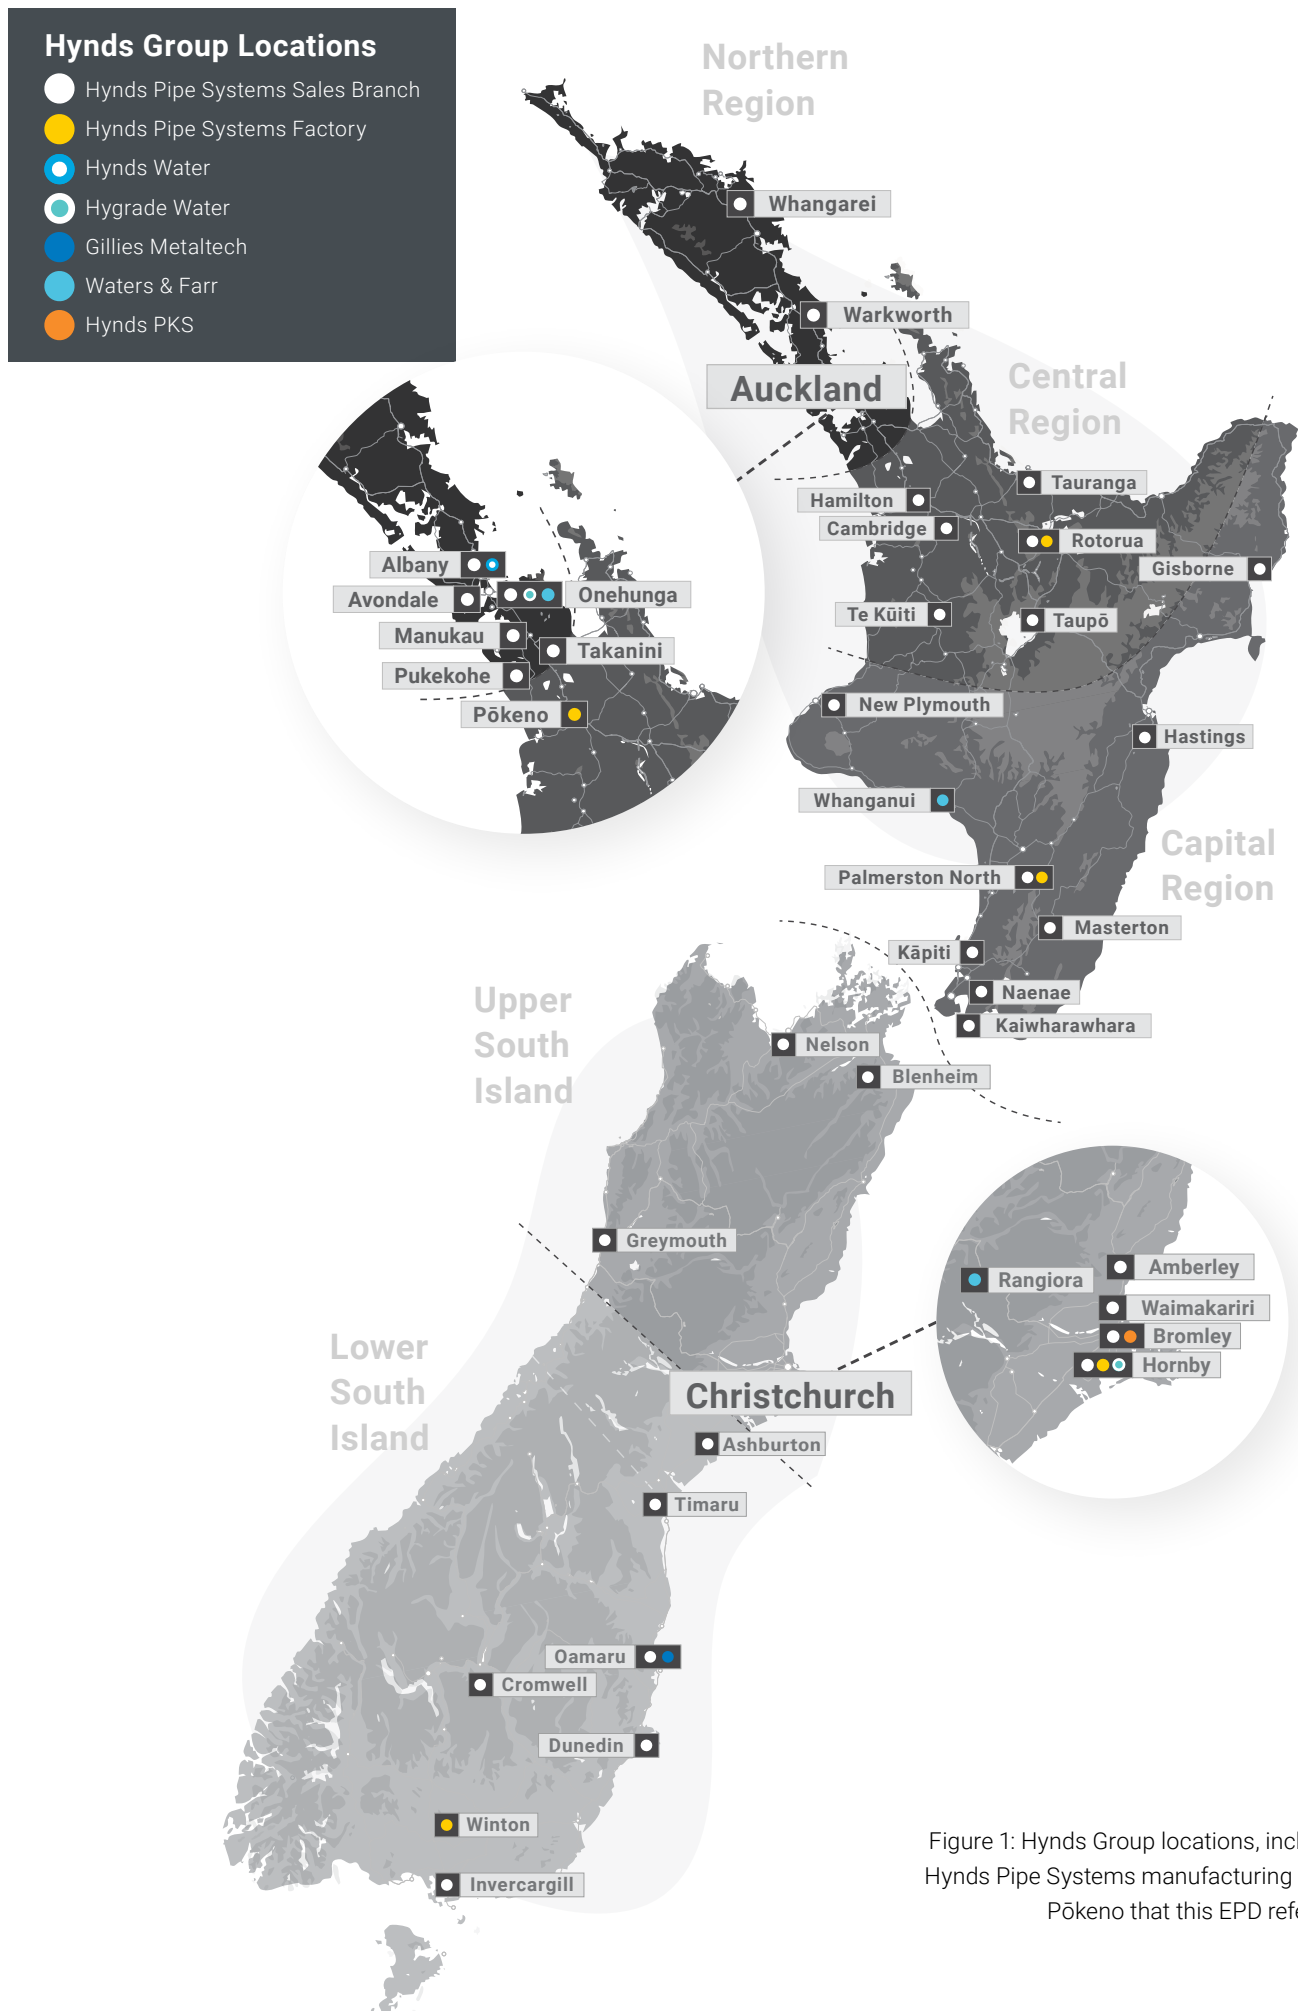 Hynds Group Locations
Hynds Pipe Systems Sales Branch
Hynds Pipe Systems Factory
Hynds Water
Hygrade Water
Gillies Metaltech
Waters & Farr
Hynds PKS
Northern
Region
Whangarei
Warkworth
Auckland
Central
Region
Tauranga
Hamilton
Cambridge
Rotorua
Gisborne
Te Kūiti
Taupō
Albany
Avondale
Onehunga
Manukau
Takanini
Pukekohe
Pōkeno
New Plymouth
Hastings
Whanganui
Capital
Region
Palmerston North
Masterton
Kāpiti
Naenae
Kaiwharawhara
Upper
South
Island
Nelson
Blenheim
Greymouth
Amberley
Rangiora
Waimakariri
Bromley
Hornby
Lower
South
Island
Christchurch
Ashburton
Timaru
Oamaru
Cromwell
Dunedin
Winton
Invercargill
Figure 1: Hynds Group locations, incl
Hynds Pipe Systems manufacturing
Pōkeno that this EPD refe